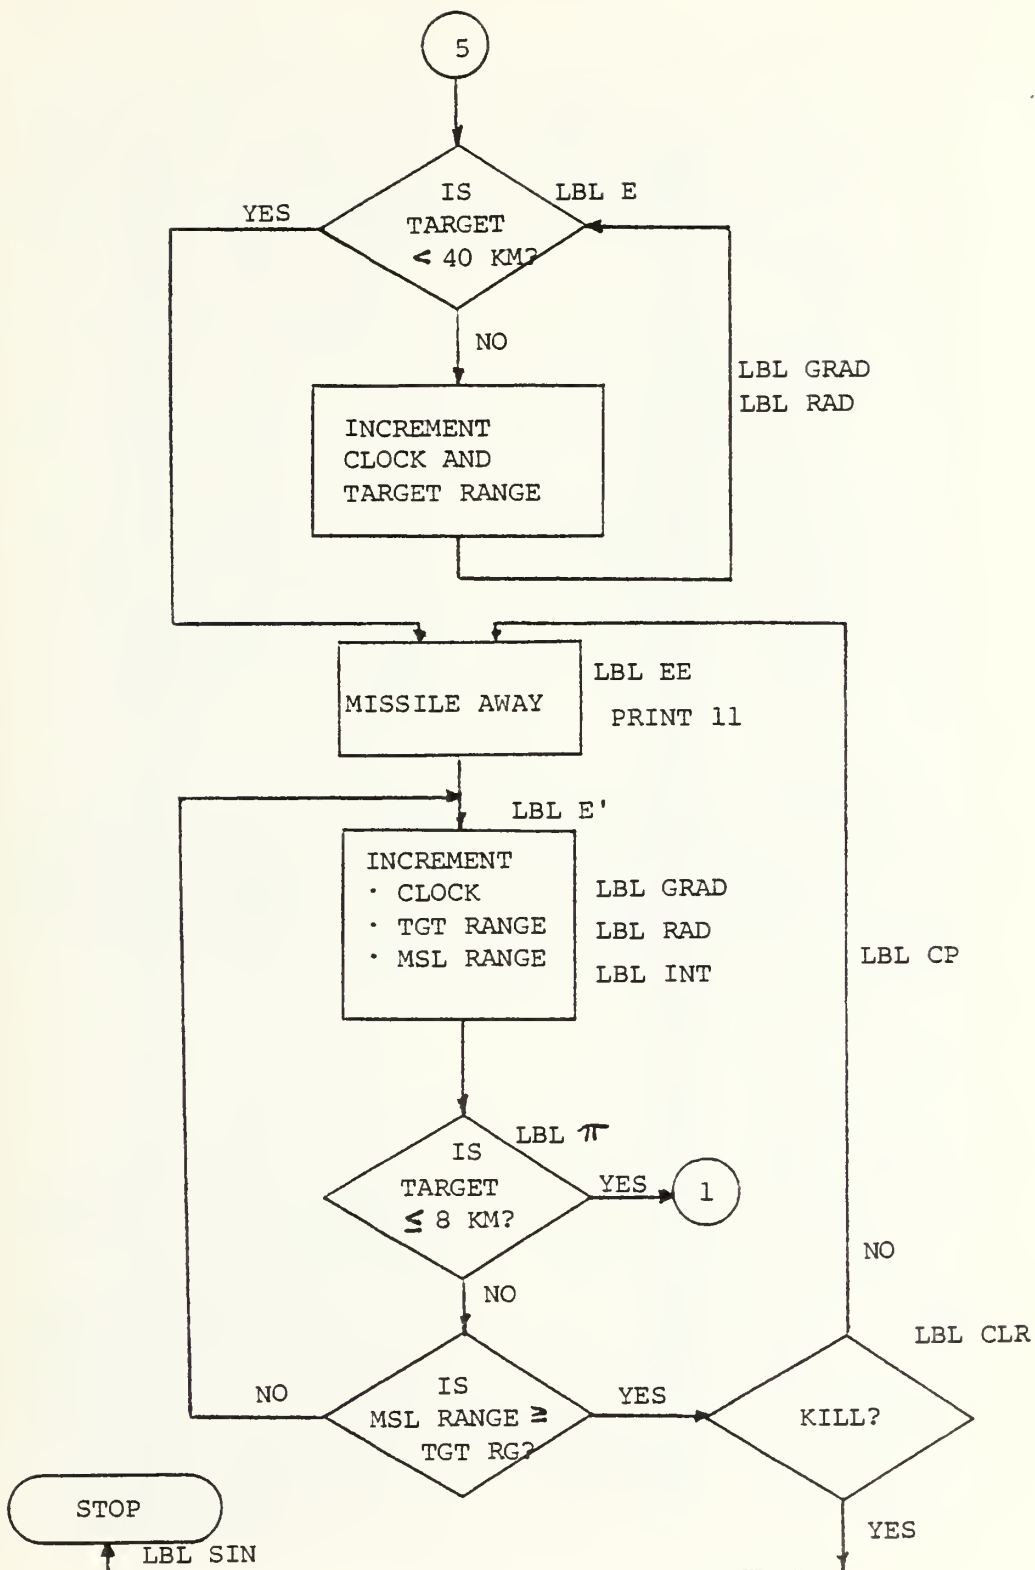 5
IS
TARGET
< 40 KM?
LBL E
YES
NO
INCREMENT
CLOCK AND
TARGET RANGE
LBL GRAD
LBL RAD
MISSILE AWAY
LBL EE
PRINT 11
LBL E'
INCREMENT
· CLOCK
· TGT RANGE
· MSL RANGE
LBL GRAD
LBL RAD
LBL INT
LBL CP
LBL π
IS
TARGET
≤ 8 KM?
YES
1
NO
NO
LBL CLR
IS
MSL RANGE ≥
TGT RG?
NO
YES
KILL?
YES
STOP
LBL SIN